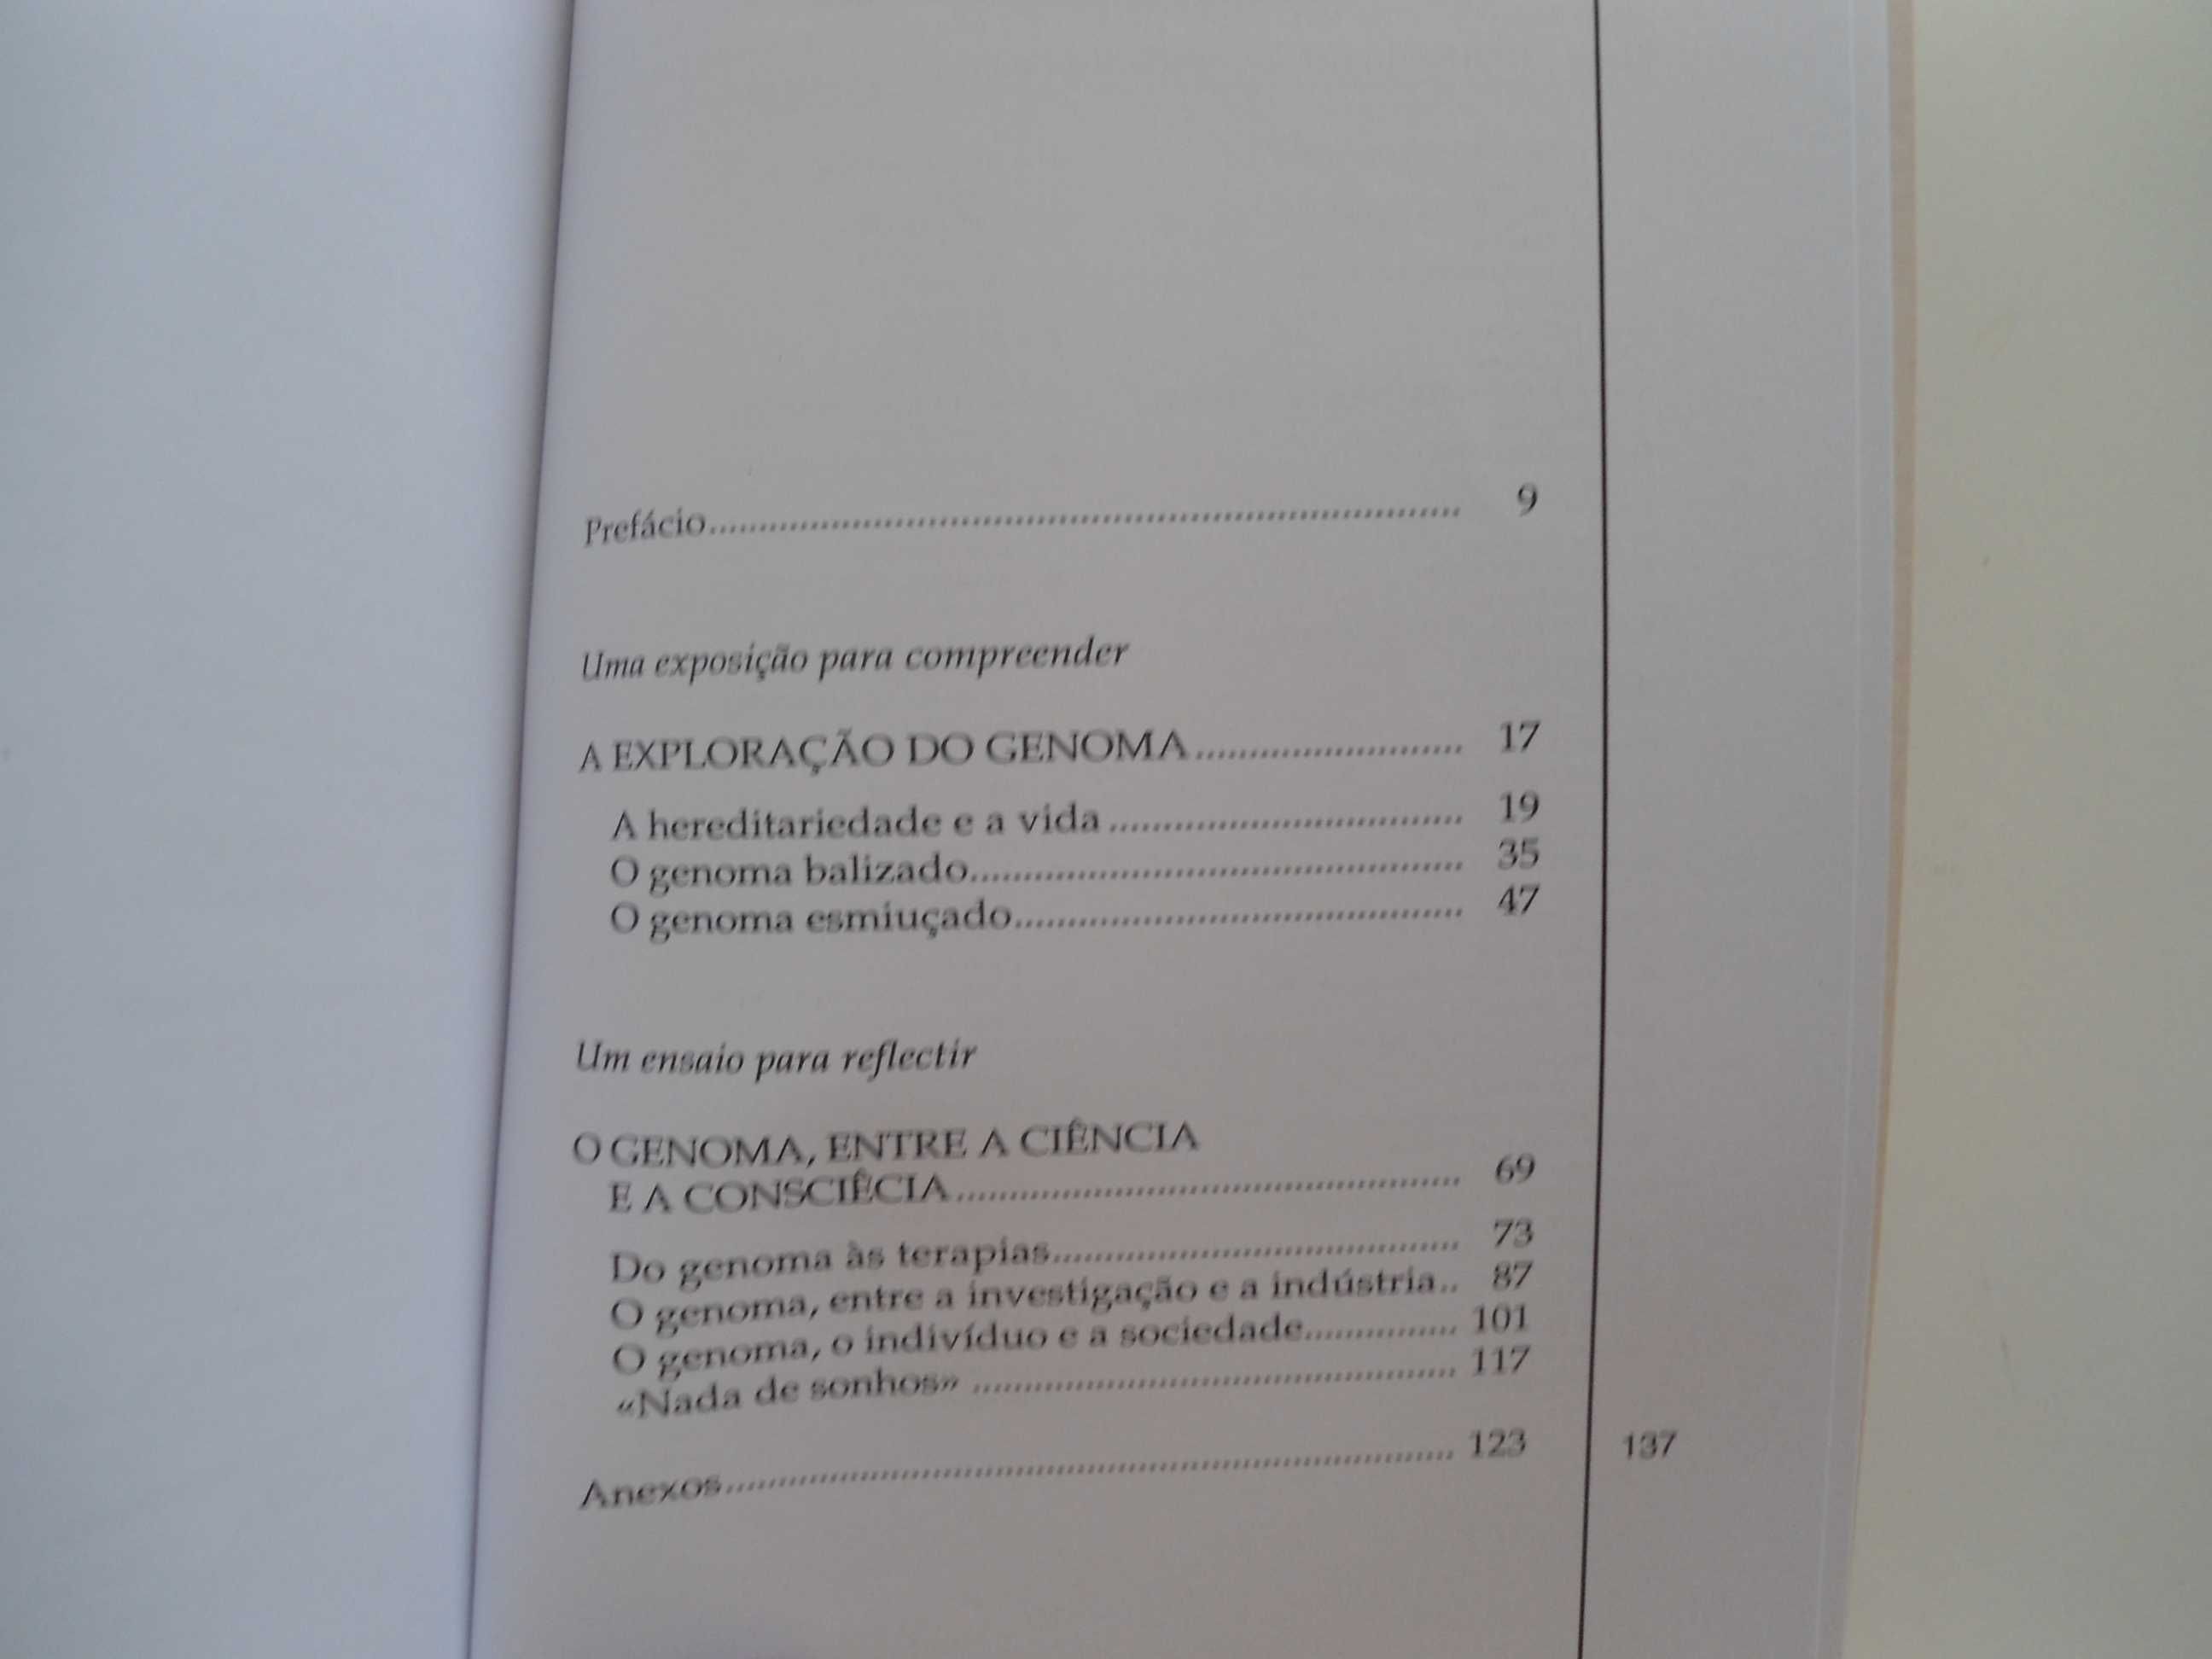 Prefácio........................................................................ 9
Uma exposição para compreender
A EXPLORAÇÃO DO GENOMA......................... 17
A hereditariedade e a vida.................................. 19
O genoma balizado............................................... 35
O genoma esmiuçado........................................... 47
Um ensaio para reflectir
O GENOMA, ENTRE A CIÊNCIA
E A CONSCIÊCIA................................................ 69
Do genoma às terapias....................................... 73
O genoma, entre a investigação e a indústria.. 87
O genoma, o indivíduo e a sociedade............... 101
«Nada de sonhos» .............................................. 117
Anexos...................................................................... 123
137